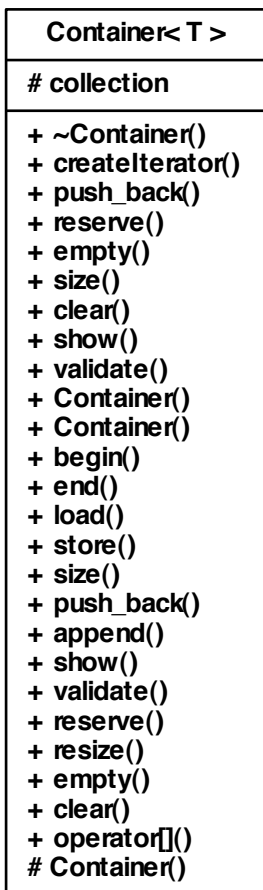 Container< T >
# collection
+ ~Container()
+ createIterator()
+ push_back()
+ reserve()
+ empty()
+ size()
+ clear()
+ show()
+ validate()
+ Container()
+ Container()
+ begin()
+ end()
+ load()
+ store()
+ size()
+ push_back()
+ append()
+ show()
+ validate()
+ reserve()
+ resize()
+ empty()
+ clear()
+ operator[]()
# Container()